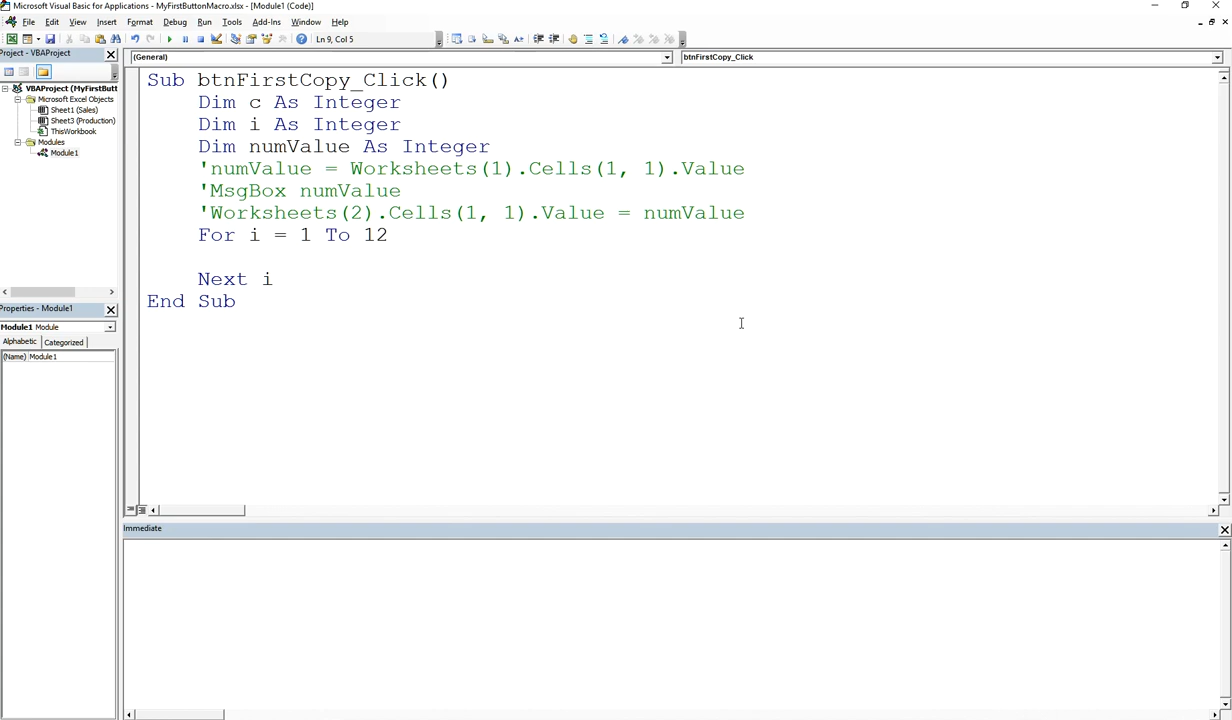 Microsoft Visual Basic for Applications - MyFirstButtonMacro.xlsx - [Module1 (Code)]
File Edit View Insert Format Debug Run Tools Add-Ins Window Help
Ln 9, Col 5
Project - VBAProject
(General)
btnFirstCopy_Click
VBAProject (MyFirstButt
Microsoft Excel Objects
Sheet1 (Sales)
Sheet3 (Production)
ThisWorkbook
Modules
Module1
Sub btnFirstCopy_Click()
Dim c As Integer
Dim i As Integer
Dim numValue As Integer
'numValue = Worksheets(1).Cells(1, 1).Value
'MsgBox numValue
'Worksheets(2).Cells(1, 1).Value = numValue
For i = 1 To 12
Next i
End Sub
Properties - Module1
Module1 Module
Alphabetic Categorized
(Name) Module1
Immediate